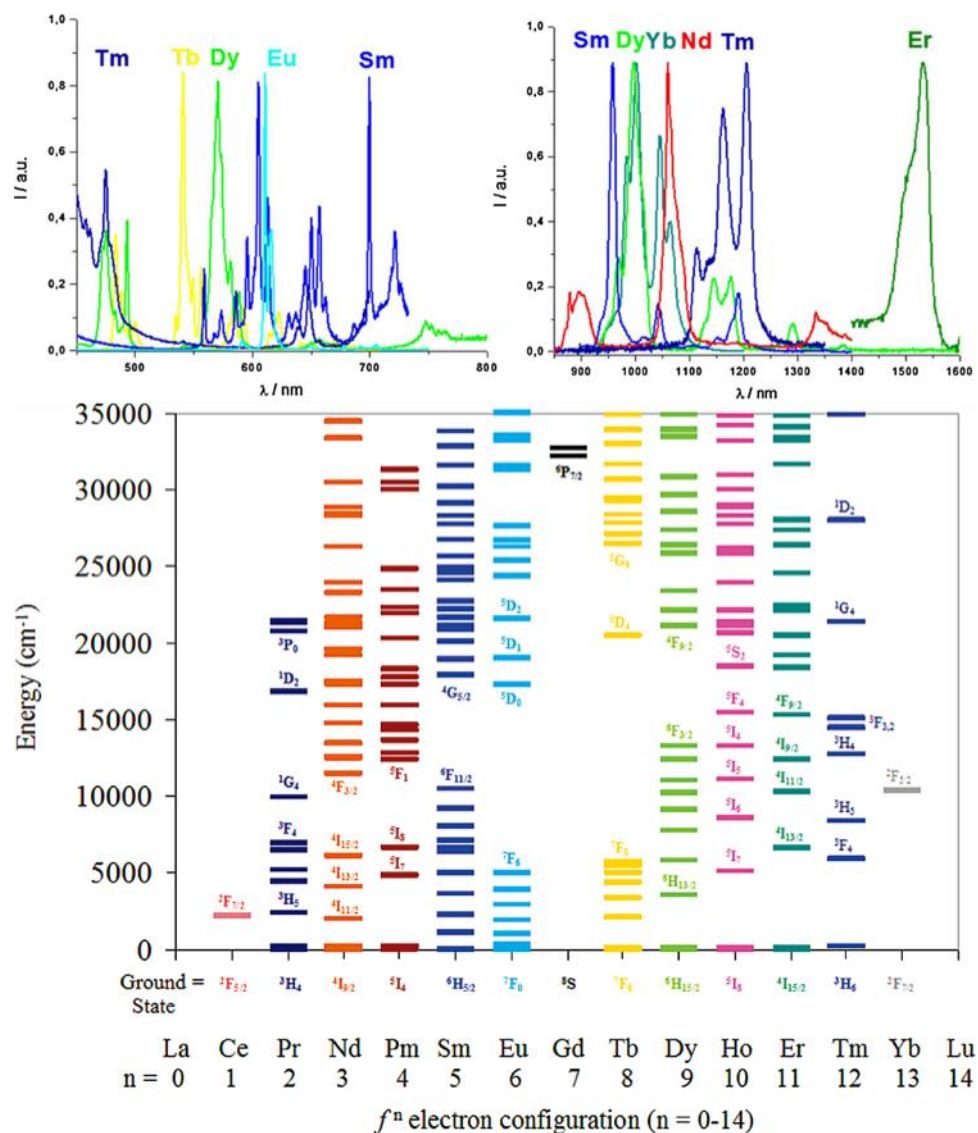 1,0
0,8
0,6
0,4
0,2
0,0
I / a.u.
Tm Tb Dy Eu Sm
500 600 700 800
λ / nm
1,0
0,8
0,6
0,4
0,2
0,0
I / a.u.
Sm Dy Yb Nd Tm Er
900 1000 1100 1200 1300 1400 1500 1600
λ / nm
Energy (cm⁻¹)
35000
30000
25000
20000
15000
10000
5000
0
²F₇/₂
³P₀
¹D₂
¹G₄
³F₄
³H₅
⁴F₃/₂
⁴I₁₅/₂
⁴I₁₃/₂
⁴I₁₁/₂
⁵F₁
⁵I₈
⁵I₇
⁴G₅/₂
⁶F₁₁/₂
⁵D₂
⁵D₁
⁵D₀
⁷F₆
⁶P₇/₂
⁵D₄
⁷F₀
⁴F₉/₂
⁶F₃/₂
⁶H₁₃/₂
⁵S₂
⁵F₄
⁵I₄
⁵I₅
⁵I₆
⁵I₇
⁴F₉/₂
⁴I₉/₂
⁴I₁₁/₂
⁴I₁₃/₂
¹D₂
¹G₄
³F₃,₂
³H₄
³H₅
³F₄
²F₅/₂
Ground = ²F₅/₂ ³H₄ ⁴I₉/₂ ⁵I₄ ⁶H₅/₂ ⁷F₀ ⁸S ⁷F₆ ⁶H₁₅/₂ ⁵I₈ ⁴I₁₅/₂ ³H₆ ²F₇/₂
State
La Ce Pr Nd Pm Sm Eu Gd Tb Dy Ho Er Tm Yb Lu
n = 0 1 2 3 4 5 6 7 8 9 10 11 12 13 14
fⁿ electron configuration (n = 0-14)